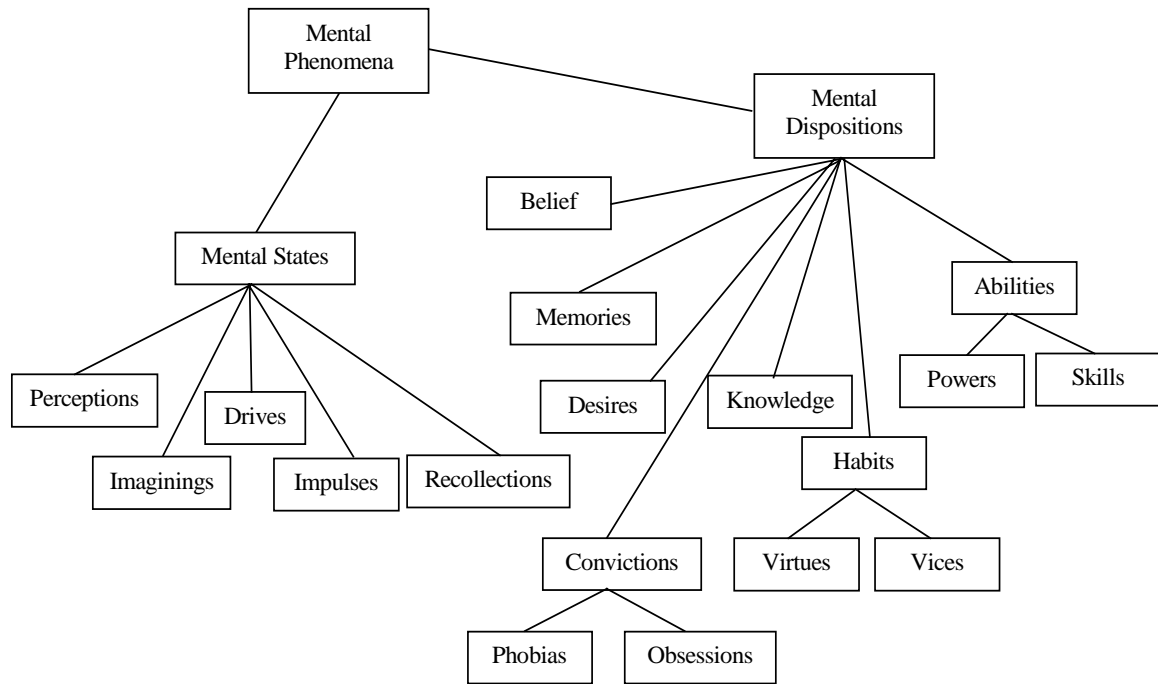 Mental
Phenomena
Mental
Dispositions
Belief
Mental States
Abilities
Memories
Powers
Skills
Perceptions
Drives
Desires
Knowledge
Imaginings
Impulses
Recollections
Habits
Convictions
Virtues
Vices
Phobias
Obsessions